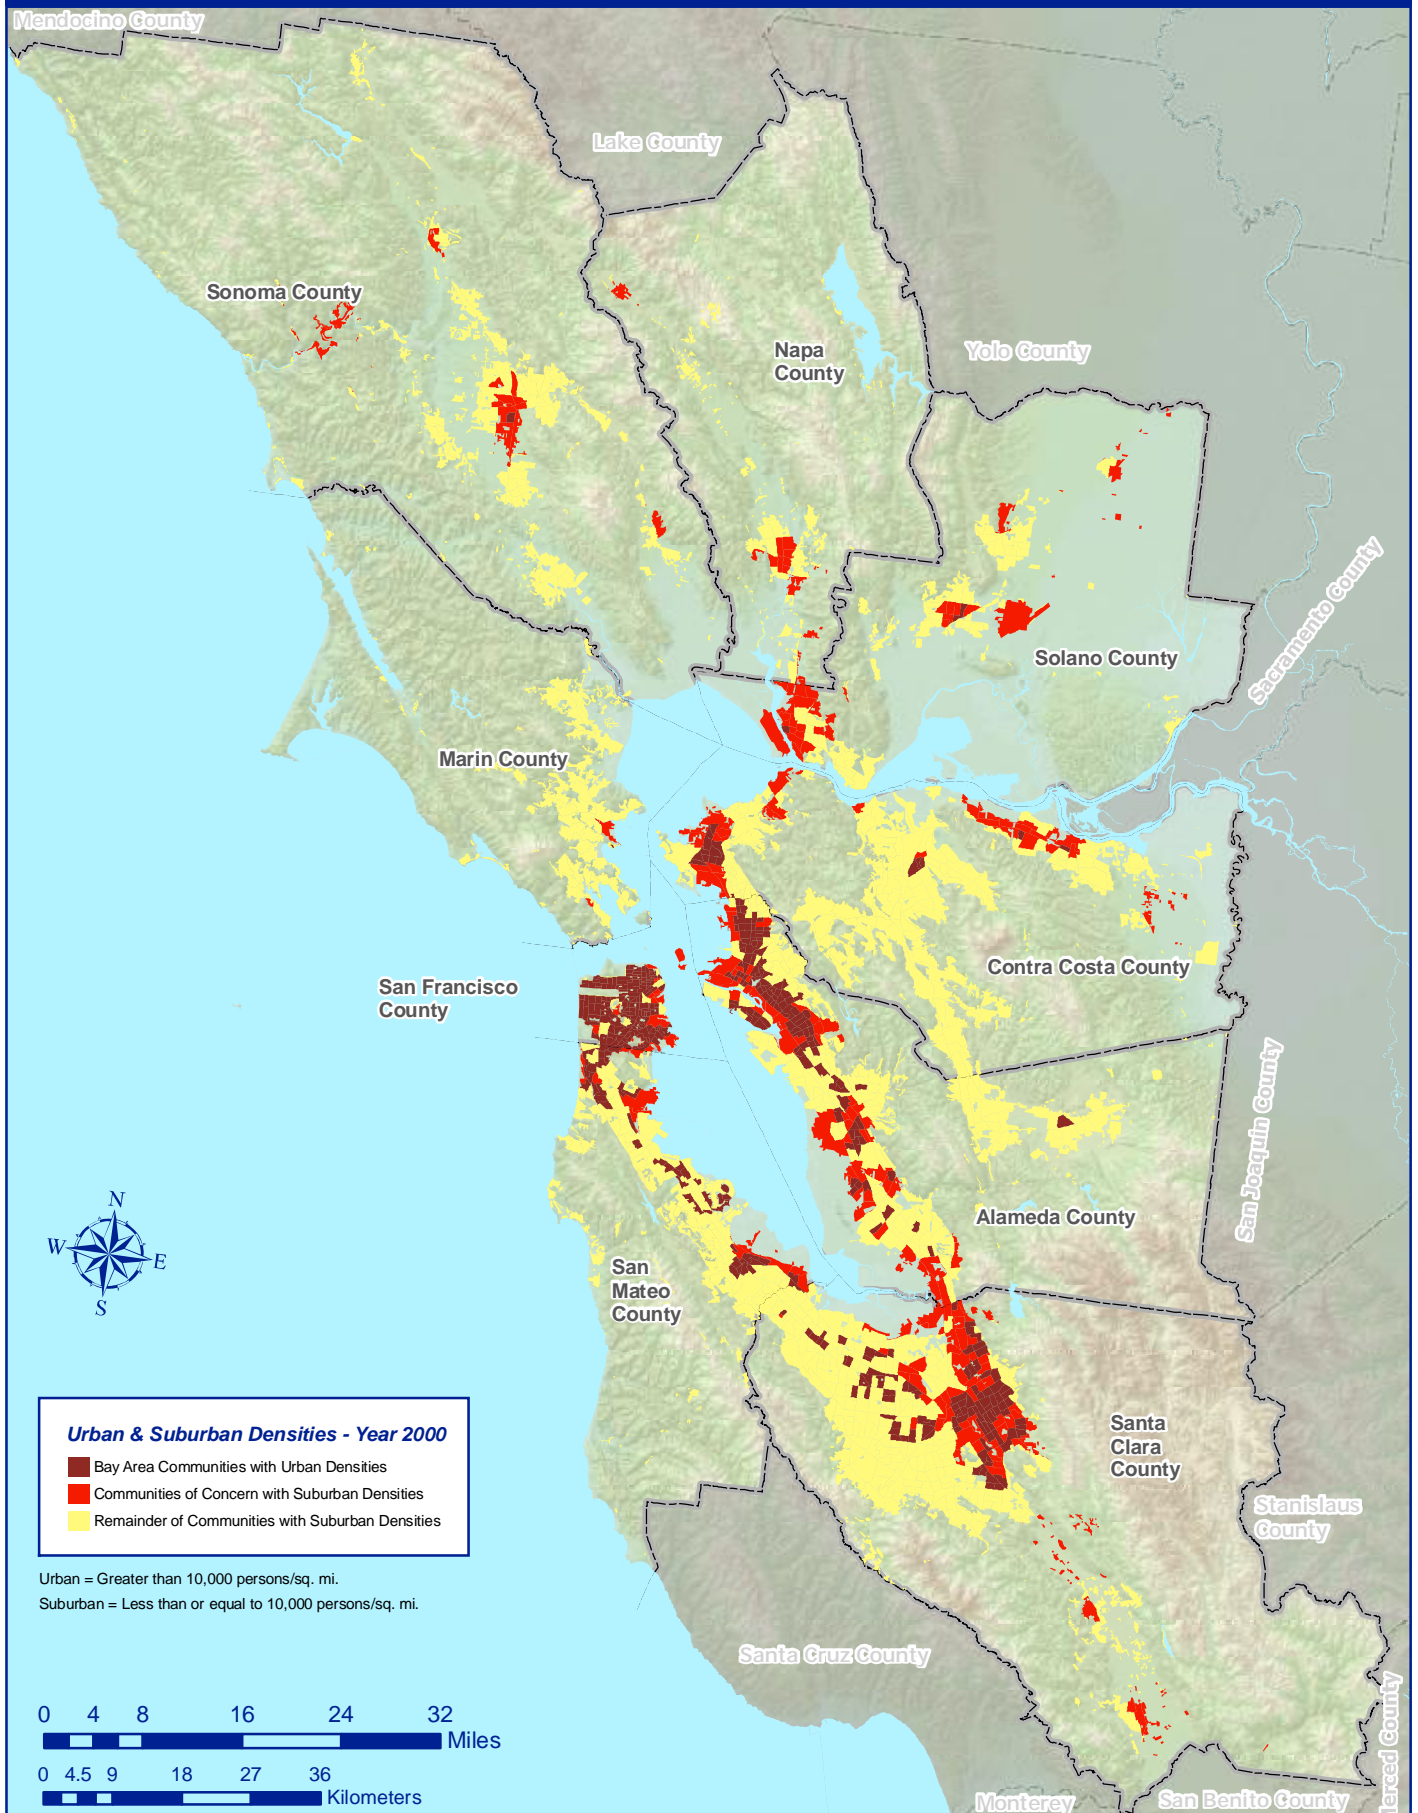 Mendocino County
Lake County
Sonoma County
Napa
County
Yolo County
Sacramento County
Solano County
Marin County
Contra Costa County
San Francisco
County
San Joaquin County
N
W
E
S
Alameda County
San
Mateo
County
Urban & Suburban Densities - Year 2000
Bay Area Communities with Urban Densities
Communities of Concern with Suburban Densities
Remainder of Communities with Suburban Densities
Santa
Clara
County
Stanislaus
County
Urban = Greater than 10,000 persons/sq. mi.
Suburban = Less than or equal to 10,000 persons/sq. mi.
Santa Cruz County
0 4 8 16 24 32
Miles
0 4.5 9 18 27 36
Kilometers
Monterey
San Benito County
Merced County